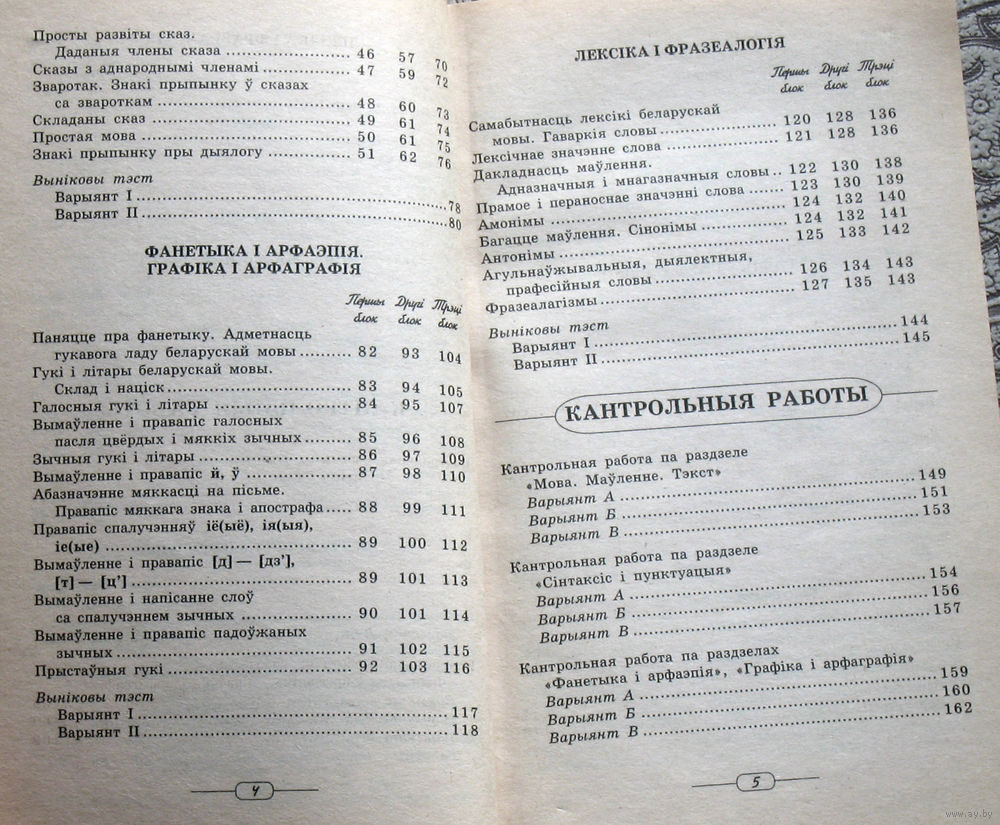 Просты развіты сказ.
Даданыя члены сказа ..... 46 57 70
Сказы з аднароднымі членамі ..... 47 59 72
Зваротак. Знакі прыпынку ў сказах
са звароткам ..... 48 60 73
Складаны сказ ..... 49 61 74
Простая мова ..... 50 61 75
Знакі прыпынку пры дыялогу ..... 51 62 76
Выніковы тэст
Варыянт I ..... 78
Варыянт II ..... 80
ФАНЕТЫКА І АРФАЭПІЯ.
ГРАФІКА І АРФАГРАФІЯ
Першы Другі Трэці
блок блок блок
Паняцце пра фанетыку. Адметнасць
гукавога ладу беларускай мовы ..... 82 93 104
Гукі і літары беларускай мовы.
Склад і націск ..... 83 94 105
Галосныя гукі і літары ..... 84 95 107
Вымаўленне і правапіс галосных
пасля цвёрдых і мяккіх зычных ..... 85 96 108
Зычныя гукі і літары ..... 86 97 109
Вымаўленне і правапіс й, ў ..... 87 98 110
Абазначэнне мяккасці на пісьме.
Правапіс мяккага знака і апострафа ..... 88 99 111
Правапіс спалучэнняў іё(ыё), ія(ыя),
іе(ые) ..... 89 100 112
Вымаўленне і правапіс [д] — [дз’],
[т] — [ц’] ..... 89 101 113
Вымаўленне і напісанне слоў
са спалучэннем зычных ..... 90 101 114
Вымаўленне і правапіс падоўжаных
зычных ..... 91 102 115
Прыстаўныя гукі ..... 92 103 116
Выніковы тэст
Варыянт I ..... 117
Варыянт II ..... 118
4
ЛЕКСІКА І ФРАЗЕАЛОГІЯ
Першы Другі Трэці
блок блок блок
Самабытнасць лексікі беларускай
мовы. Гаваркія словы ..... 120 128 136
Лексічнае значэнне слова ..... 121 128 136
Дакладнасць маўлення.
Адназначныя і мнагазначныя словы .. 122 130 138
Прамое і пераноснае значэнні слова ..... 123 130 139
Амонімы ..... 124 132 140
Багацце маўлення. Сінонімы ..... 124 132 141
Антонімы ..... 125 133 142
Агульнаўжывальныя, дыялектныя,
прафесійныя словы ..... 126 134 143
Фразеалагізмы ..... 127 135 143
Выніковы тэст
Варыянт I ..... 144
Варыянт II ..... 145
КАНТРОЛЬНЫЯ РАБОТЫ
Кантрольная работа па раздзеле
«Мова. Маўленне. Тэкст»
Варыянт А ..... 149
Варыянт Б ..... 151
Варыянт В ..... 153
Кантрольная работа па раздзеле
«Сінтаксіс і пунктуацыя»
Варыянт А ..... 154
Варыянт Б ..... 156
Варыянт В ..... 157
Кантрольная работа па раздзелах
«Фанетыка і арфаэпія», «Графіка і арфаграфія»
Варыянт А ..... 159
Варыянт Б ..... 160
Варыянт В ..... 162
5
www.ay.by